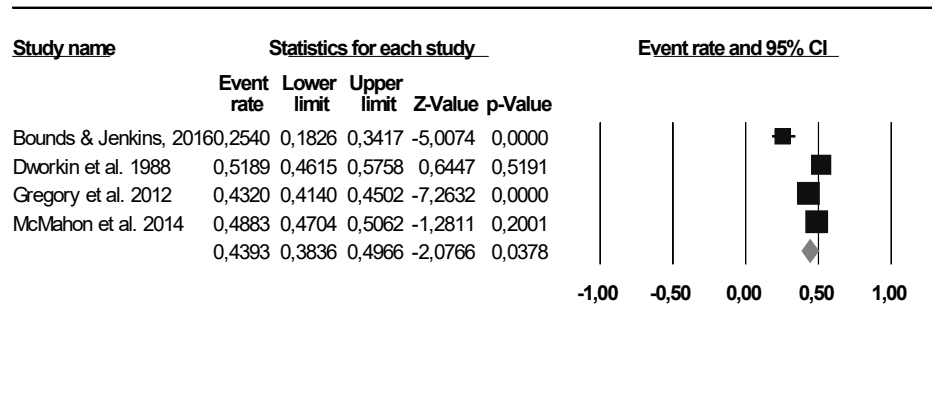 Study name Statistics for each study Event rate and 95% CI
Event Lower Upper
rate limit limit Z-Value p-Value
Bounds & Jenkins, 2016 0,2540 0,1826 0,3417 -5,0074 0,0000
Dworkin et al. 1988 0,5189 0,4615 0,5758 0,6447 0,5191
Gregory et al. 2012 0,4320 0,4140 0,4502 -7,2632 0,0000
McMahon et al. 2014 0,4883 0,4704 0,5062 -1,2811 0,2001
0,4393 0,3836 0,4966 -2,0766 0,0378
-1,00 -0,50 0,00 0,50 1,00